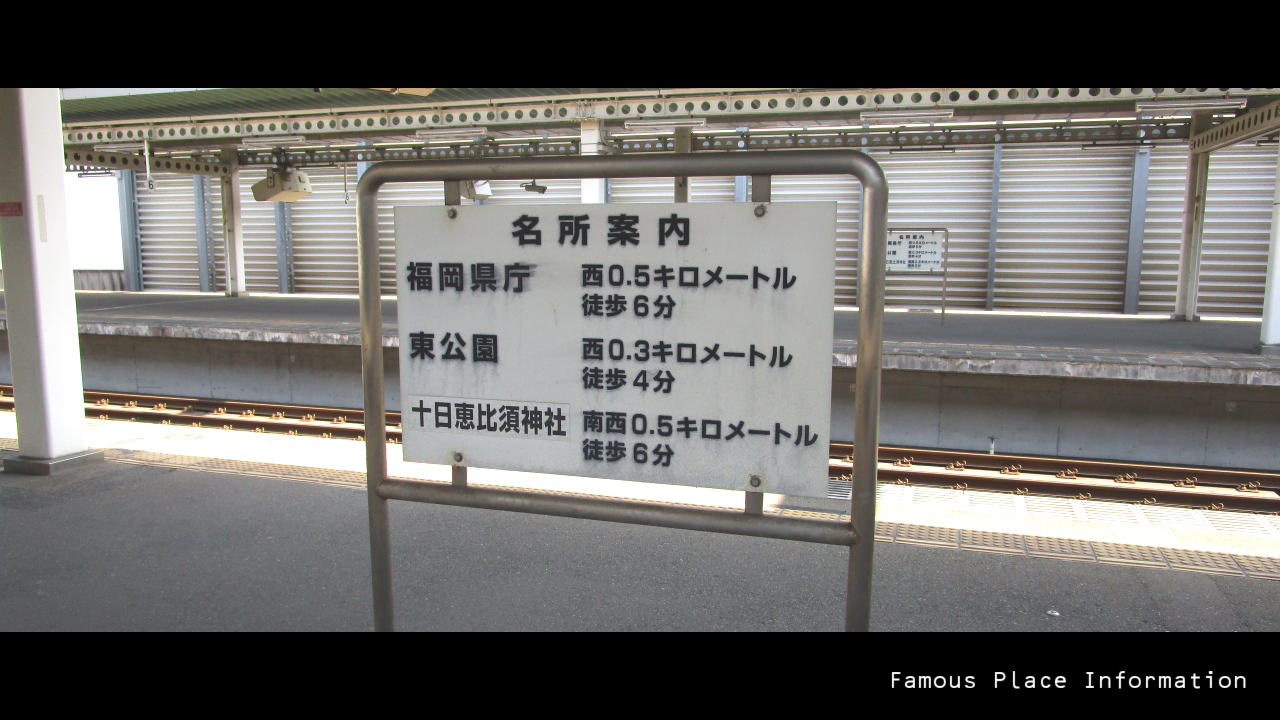 名所案内
福岡県庁 西0.5キロメートル
徒歩6分
東公園 西0.3キロメートル
徒歩4分
十日恵比須神社 南西0.5キロメートル
徒歩6分
6
Famous Place Information